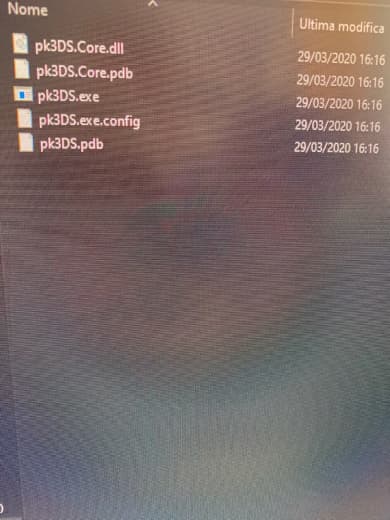 Nome Ultima modifica
pk3DS.Core.dll 29/03/2020 16:16
pk3DS.Core.pdb 29/03/2020 16:16
pk3DS.exe 29/03/2020 16:16
pk3DS.exe.config 29/03/2020 16:16
pk3DS.pdb 29/03/2020 16:16